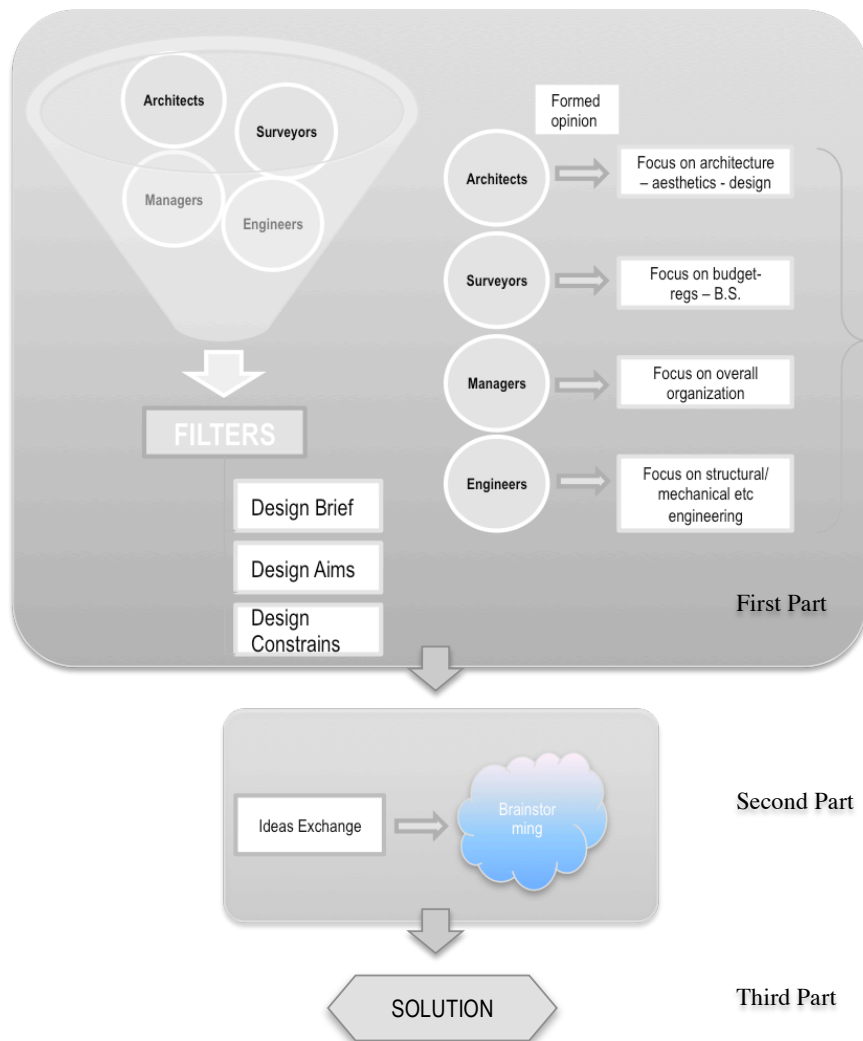 Architects
Surveyors
Managers
Engineers
FILTERS
Design Brief
Design Aims
Design
Constrains
Formed
opinion
Architects
Focus on architecture
– aesthetics - design
Surveyors
Focus on budget-
regs – B.S.
Managers
Focus on overall
organization
Engineers
Focus on structural/
mechanical etc
engineering
First Part
Ideas Exchange
Brainstor
ming
Second Part
SOLUTION
Third Part